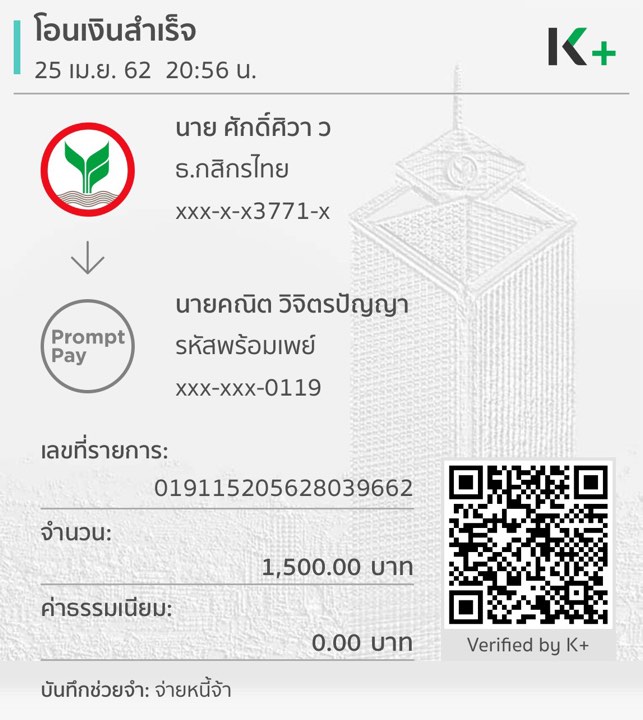 โอนเงินสำเร็จ
25 เม.ย. 62 20:56 น.
K+
นาย ศักดิ์ศิวา ว
ธ.กสิกรไทย
xxx-x-x3771-x
นายคณิต วิจิตรปัญญา
Prompt
Pay
รหัสพร้อมเพย์
xxx-xxx-0119
เลขที่รายการ:
019115205628039662
จำนวน:
1,500.00 บาท
ค่าธรรมเนียม:
0.00 บาท
Verified by K+
บันทึกช่วยจำ: จ่ายหนี้จ้า